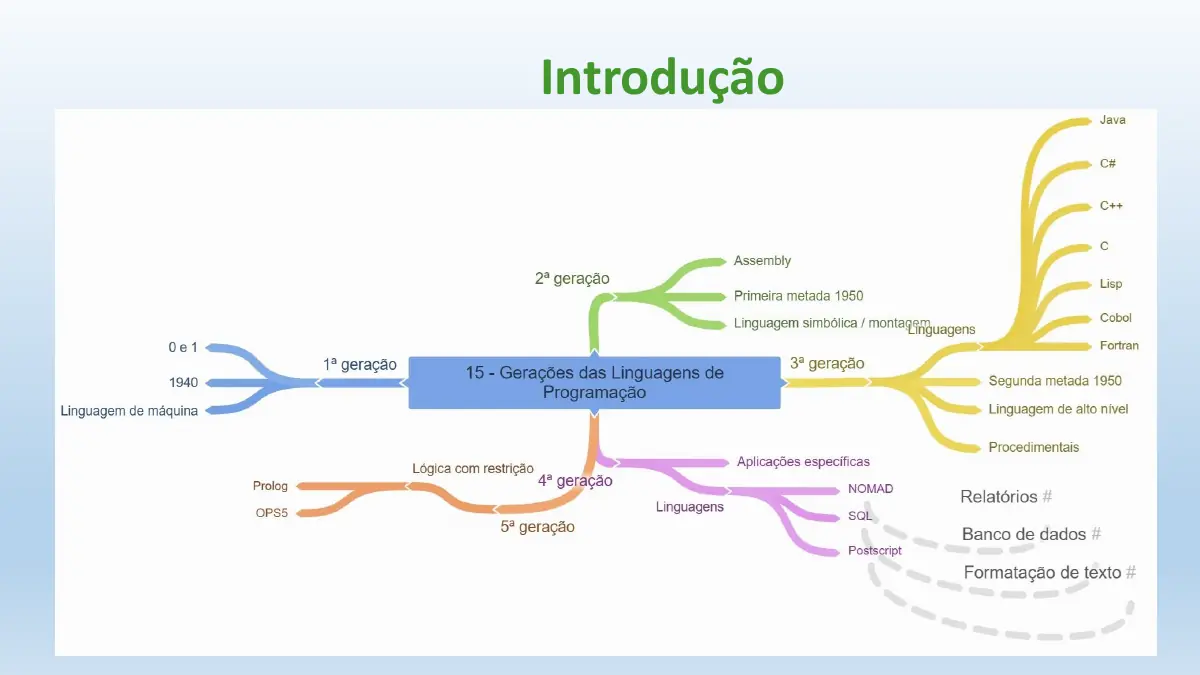 Introdução
15 - Gerações das Linguagens de
Programação
1ª geração
0 e 1
1940
Linguagem de máquina
2ª geração
Assembly
Primeira metada 1950
Linguagem simbólica / montagem
3ª geração
Linguagens
Java
C#
C++
C
Lisp
Cobol
Fortran
Segunda metada 1950
Linguagem de alto nível
Procedimentais
4ª geração
Aplicações específicas
Linguagens
NOMAD
SQL
Postscript
Relatórios #
Banco de dados #
Formatação de texto #
5ª geração
Lógica com restrição
Prolog
OPS5